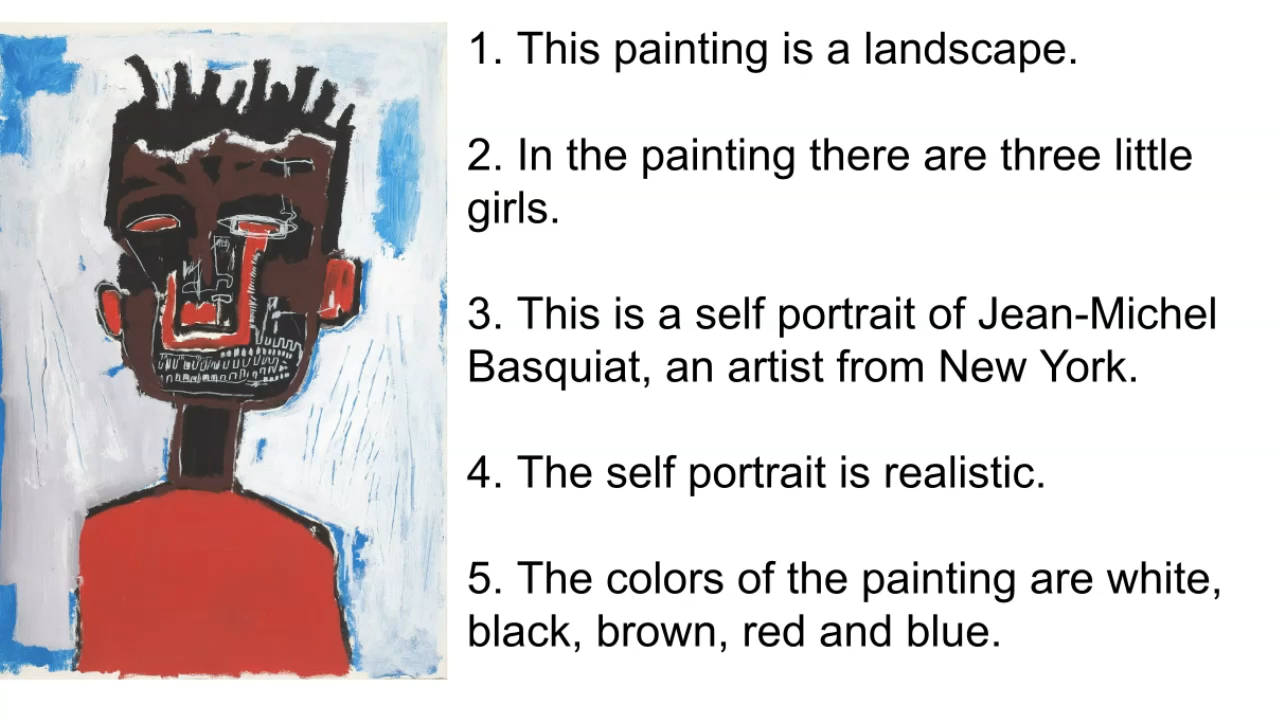 1. This painting is a landscape.
2. In the painting there are three little
girls.
3. This is a self portrait of Jean-Michel
Basquiat, an artist from New York.
4. The self portrait is realistic.
5. The colors of the painting are white,
black, brown, red and blue.